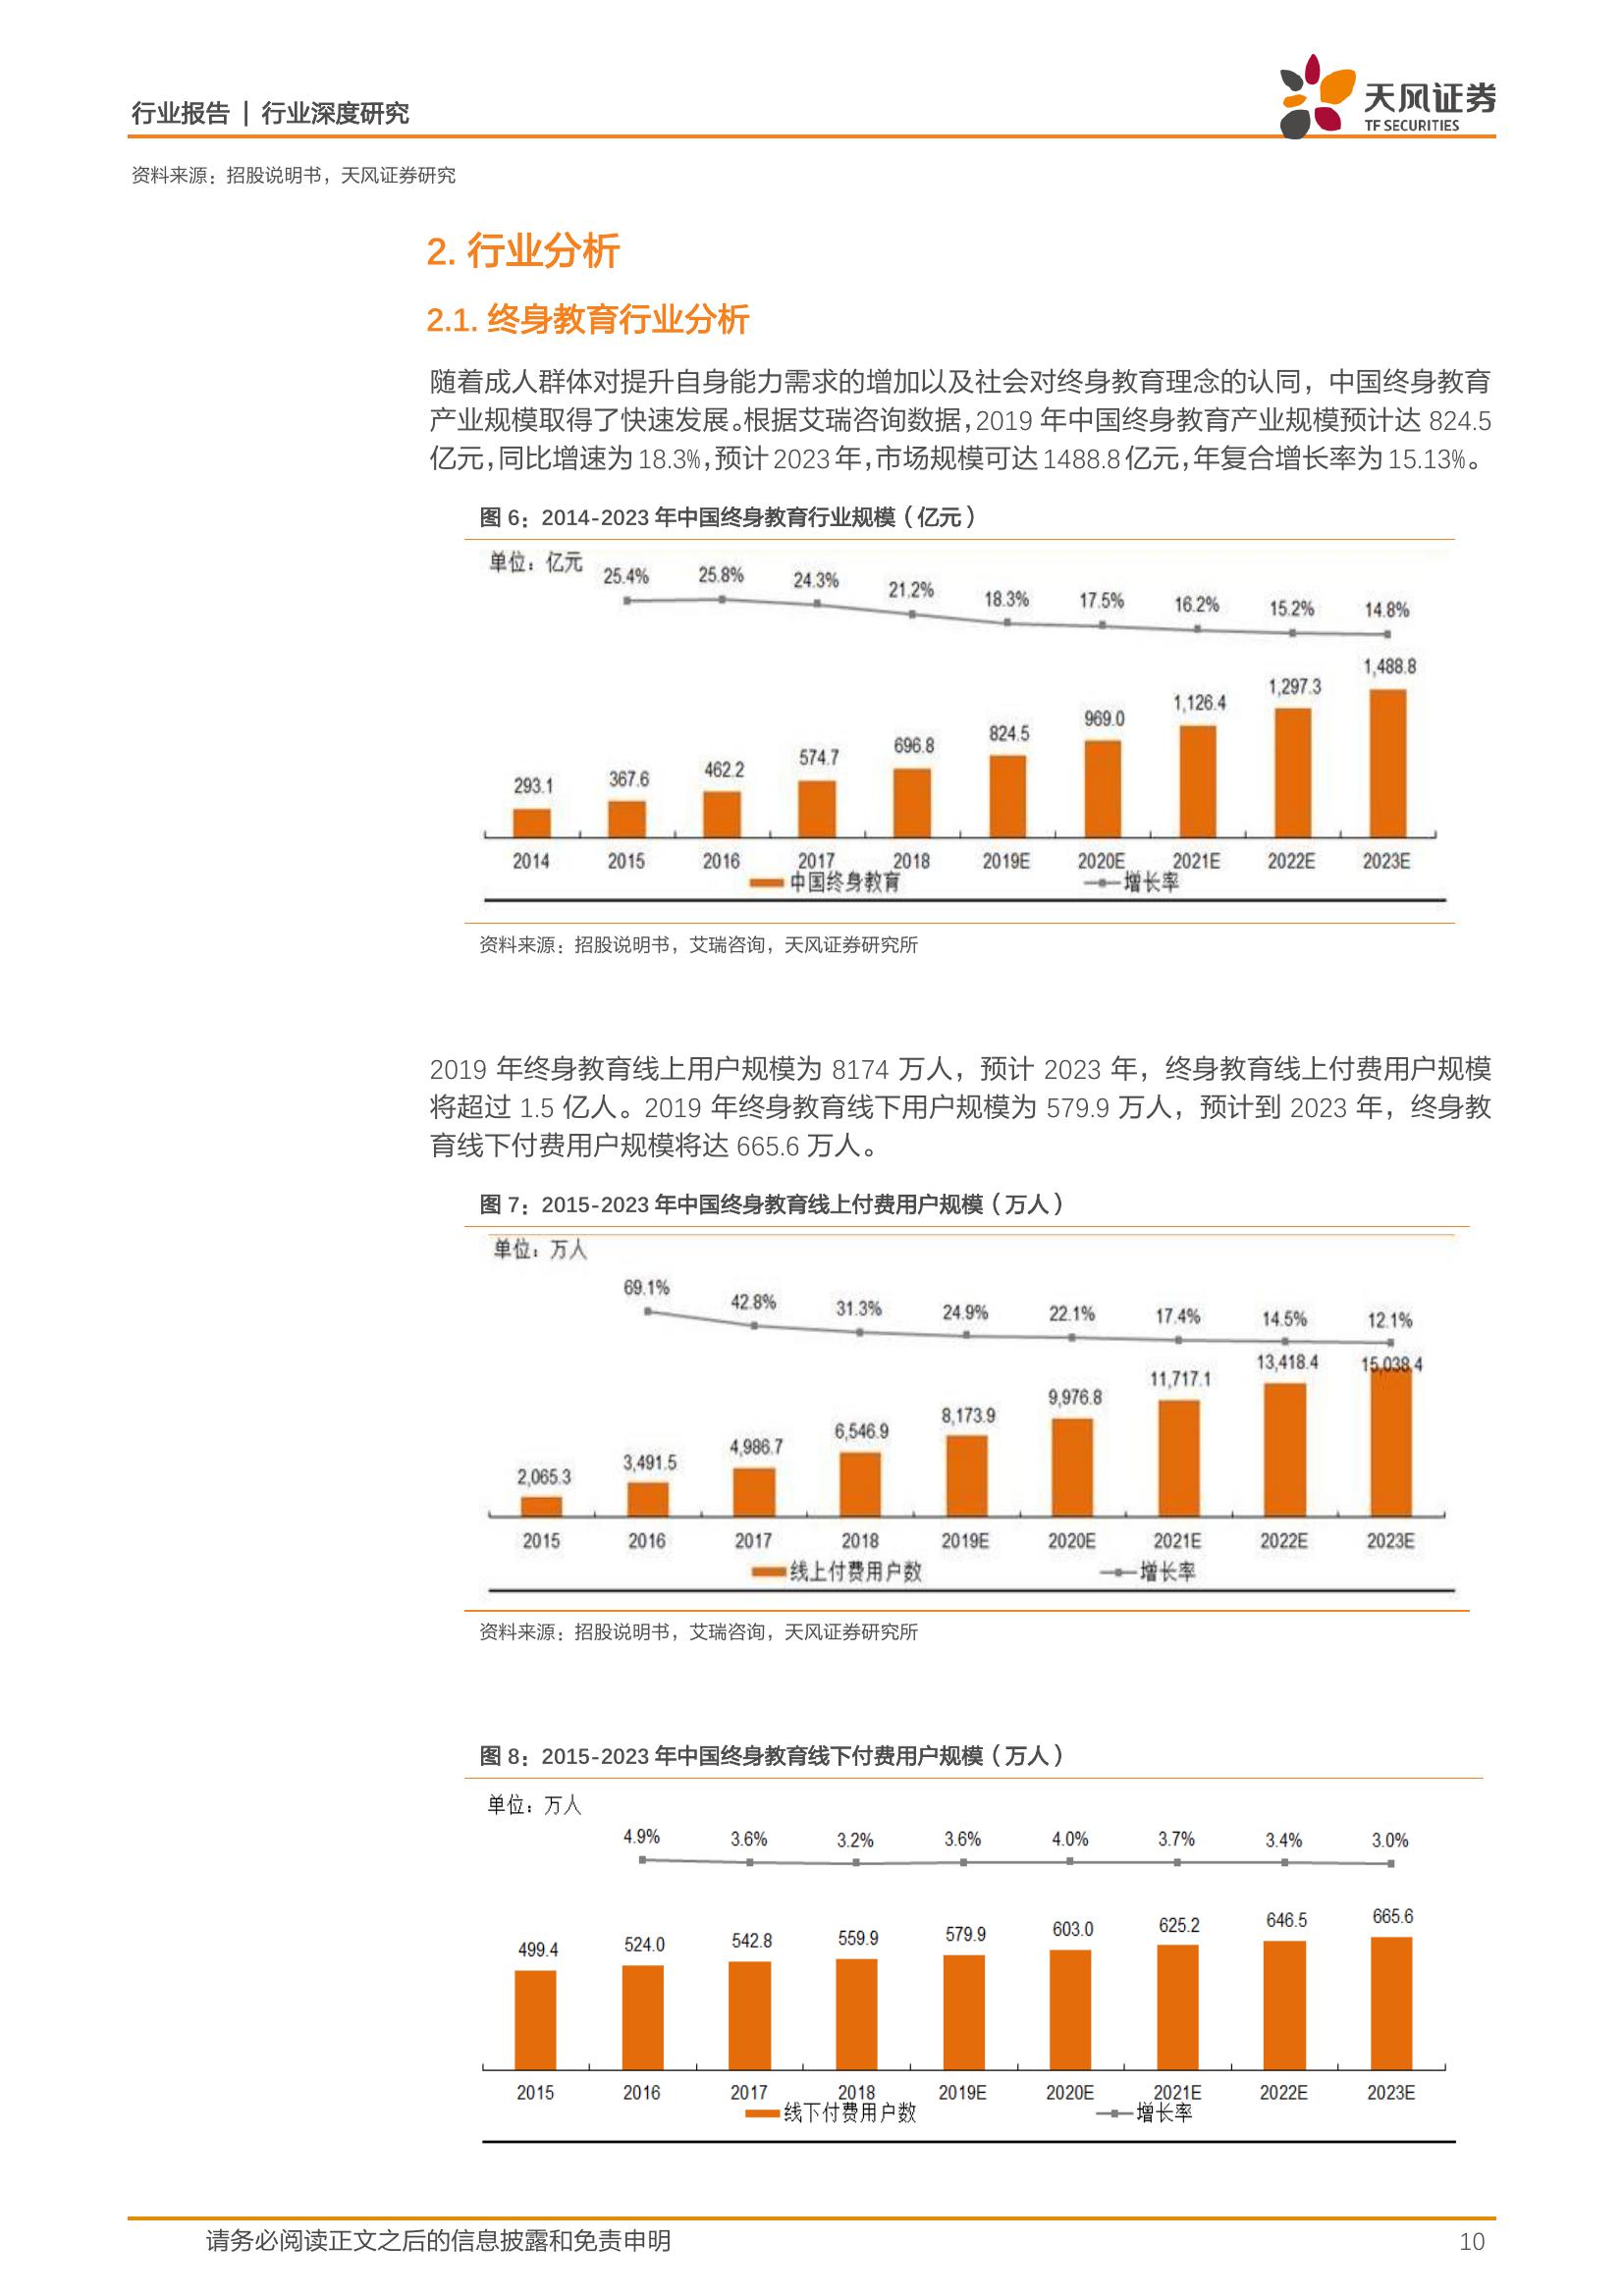 行业报告 | 行业深度研究
天风证券
TF SECURITIES
资料来源：招股说明书，天风证券研究
2. 行业分析
2.1. 终身教育行业分析
随着成人群体对提升自身能力需求的增加以及社会对终身教育理念的认同，中国终身教育
产业规模取得了快速发展。根据艾瑞咨询数据，2019 年中国终身教育产业规模预计达 824.5
亿元，同比增速为 18.3%，预计 2023 年，市场规模可达 1488.8 亿元，年复合增长率为 15.13%。
图 6：2014-2023 年中国终身教育行业规模（亿元）
单位：亿元
25.4% 25.8% 24.3% 21.2% 18.3% 17.5% 16.2% 15.2% 14.8%
293.1 367.6 462.2 574.7 696.8 824.5 969.0 1,126.4 1,297.3 1,488.8
2014 2015 2016 2017 2018 2019E 2020E 2021E 2022E 2023E
中国终身教育 增长率
资料来源：招股说明书，艾瑞咨询，天风证券研究所
2019 年终身教育线上用户规模为 8174 万人，预计 2023 年，终身教育线上付费用户规模
将超过 1.5 亿人。2019 年终身教育线下用户规模为 579.9 万人，预计到 2023 年，终身教
育线下付费用户规模将达 665.6 万人。
图 7：2015-2023 年中国终身教育线上付费用户规模（万人）
单位：万人
69.1% 42.8% 31.3% 24.9% 22.1% 17.4% 14.5% 12.1%
2,065.3 3,491.5 4,986.7 6,546.9 8,173.9 9,976.8 11,717.1 13,418.4 15,038.4
2015 2016 2017 2018 2019E 2020E 2021E 2022E 2023E
线上付费用户数 增长率
资料来源：招股说明书，艾瑞咨询，天风证券研究所
图 8：2015-2023 年中国终身教育线下付费用户规模（万人）
单位：万人
4.9% 3.6% 3.2% 3.6% 4.0% 3.7% 3.4% 3.0%
499.4 524.0 542.8 559.9 579.9 603.0 625.2 646.5 665.6
2015 2016 2017 2018 2019E 2020E 2021E 2022E 2023E
线下付费用户数 增长率
请务必阅读正文之后的信息披露和免责申明
10